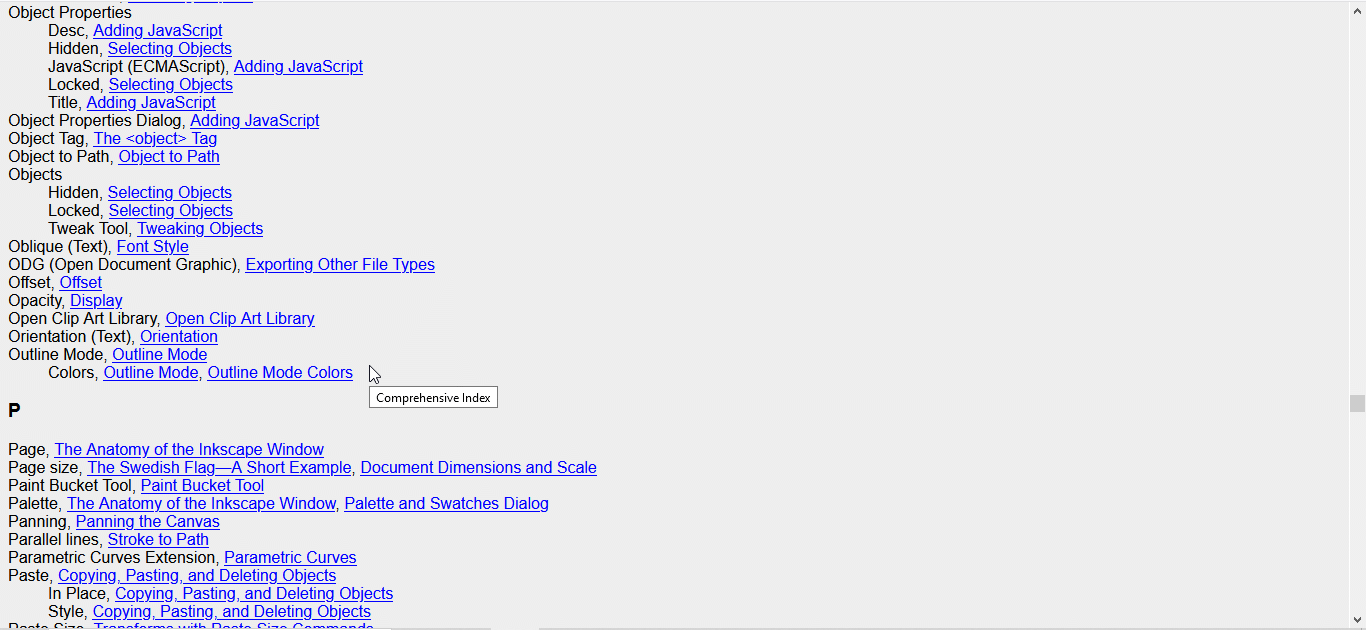 Object Properties
Desc, Adding JavaScript
Hidden, Selecting Objects
JavaScript (ECMAScript), Adding JavaScript
Locked, Selecting Objects
Title, Adding JavaScript
Object Properties Dialog, Adding JavaScript
Object Tag, The <object> Tag
Object to Path, Object to Path
Objects
Hidden, Selecting Objects
Locked, Selecting Objects
Tweak Tool, Tweaking Objects
Oblique (Text), Font Style
ODG (Open Document Graphic), Exporting Other File Types
Offset, Offset
Opacity, Display
Open Clip Art Library, Open Clip Art Library
Orientation (Text), Orientation
Outline Mode, Outline Mode
Colors, Outline Mode, Outline Mode Colors
Comprehensive Index
P
Page, The Anatomy of the Inkscape Window
Page size, The Swedish Flag—A Short Example, Document Dimensions and Scale
Paint Bucket Tool, Paint Bucket Tool
Palette, The Anatomy of the Inkscape Window, Palette and Swatches Dialog
Panning, Panning the Canvas
Parallel lines, Stroke to Path
Parametric Curves Extension, Parametric Curves
Paste, Copying, Pasting, and Deleting Objects
In Place, Copying, Pasting, and Deleting Objects
Style, Copying, Pasting, and Deleting Objects
Paste Size, Transforms with Paste Size Commands